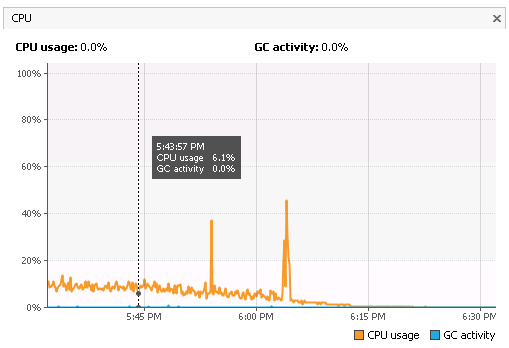 CPU
CPU usage: 0.0% GC activity: 0.0%
100%
80%
60%
40%
20%
0%
5:43:57 PM
CPU usage 6.1%
GC activity 0.0%
5:45 PM 6:00 PM 6:15 PM 6:30 PM
CPU usage GC activity